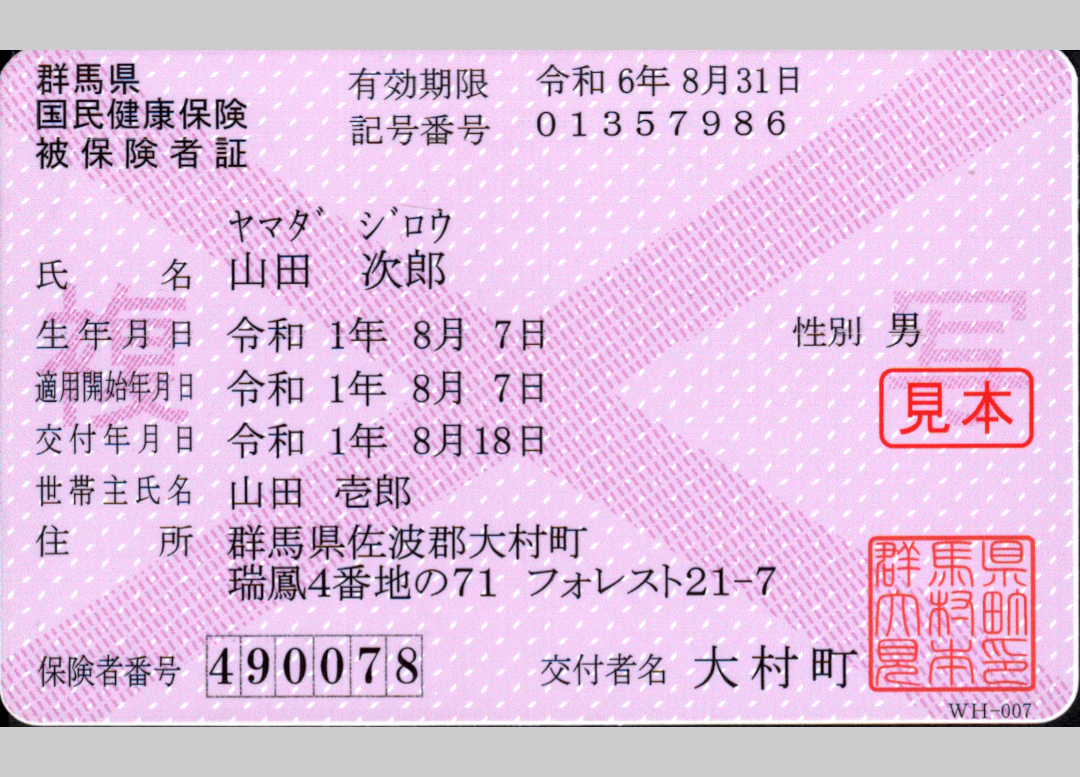 群馬県
国民健康保険
被保険者証
有効期限 令和 6年 8月31日
記号番号 01357986
ヤマダ ジロウ
氏名 山田 次郎
生年月日 令和 1年 8月 7日
性別 男
適用開始年月日 令和 1年 8月 7日
交付年月日 令和 1年 8月18日
世帯主氏名 山田 壱郎
住所 群馬県佐波郡大村町
瑞鳳4番地の71 フォレスト21-7
保険者番号 490078
交付者名 大村町
複写
見本
群馬県
大村町
見本印
WH-007